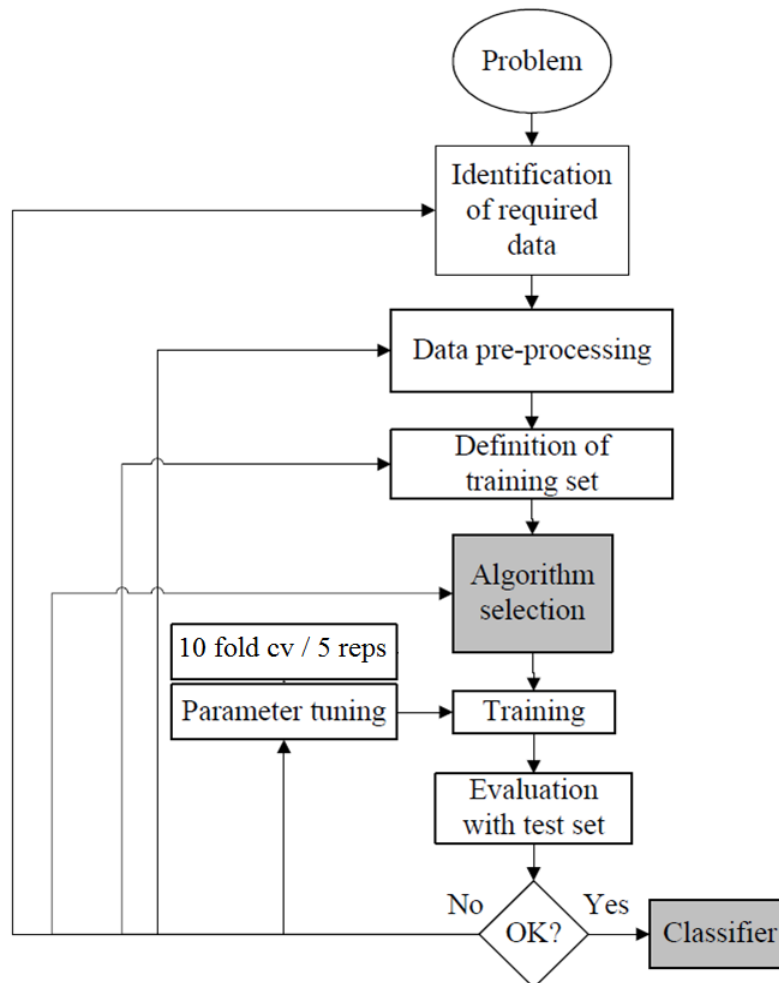 Problem
Identification
of required
data
Data pre-processing
Definition of
training set
Algorithm
selection
10 fold cv / 5 reps
Parameter tuning
Training
Evaluation
with test set
No
OK?
Yes
Classifier